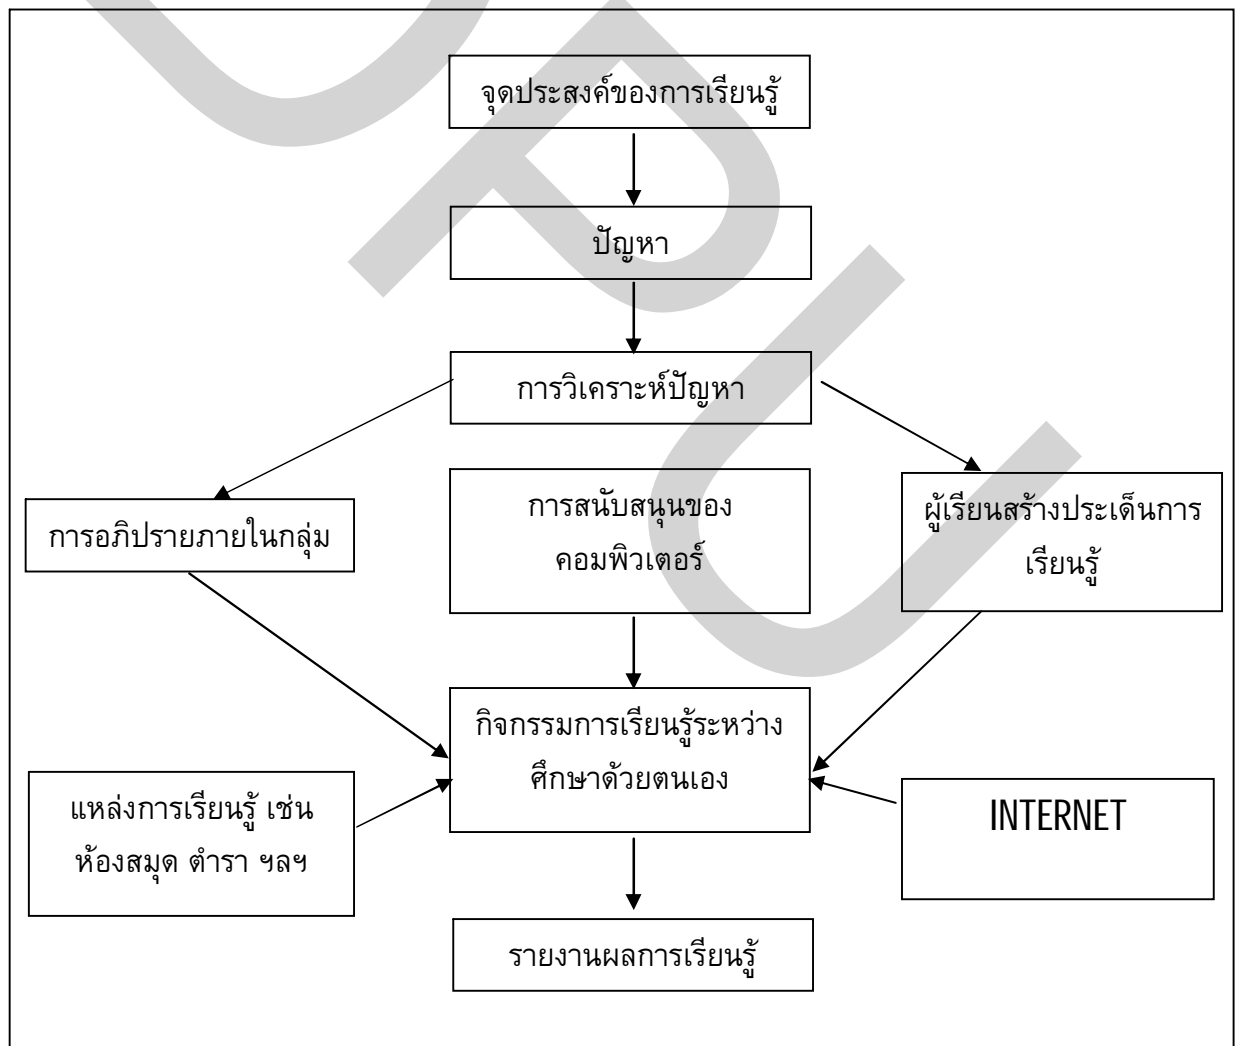 จุดประสงค์ของการเรียนรู้
ปัญหา
การวิเคราะห์ปัญหา
การสนับสนุนของ
คอมพิวเตอร์
ผู้เรียนสร้างประเด็นการ
เรียนรู้
การอภิปรายภายในกลุ่ม
กิจกรรมการเรียนรู้ระหว่าง
ศึกษาด้วยตนเอง
แหล่งการเรียนรู้ เช่น
ห้องสมุด ตำรา ฯลฯ
INTERNET
รายงานผลการเรียนรู้
DPU